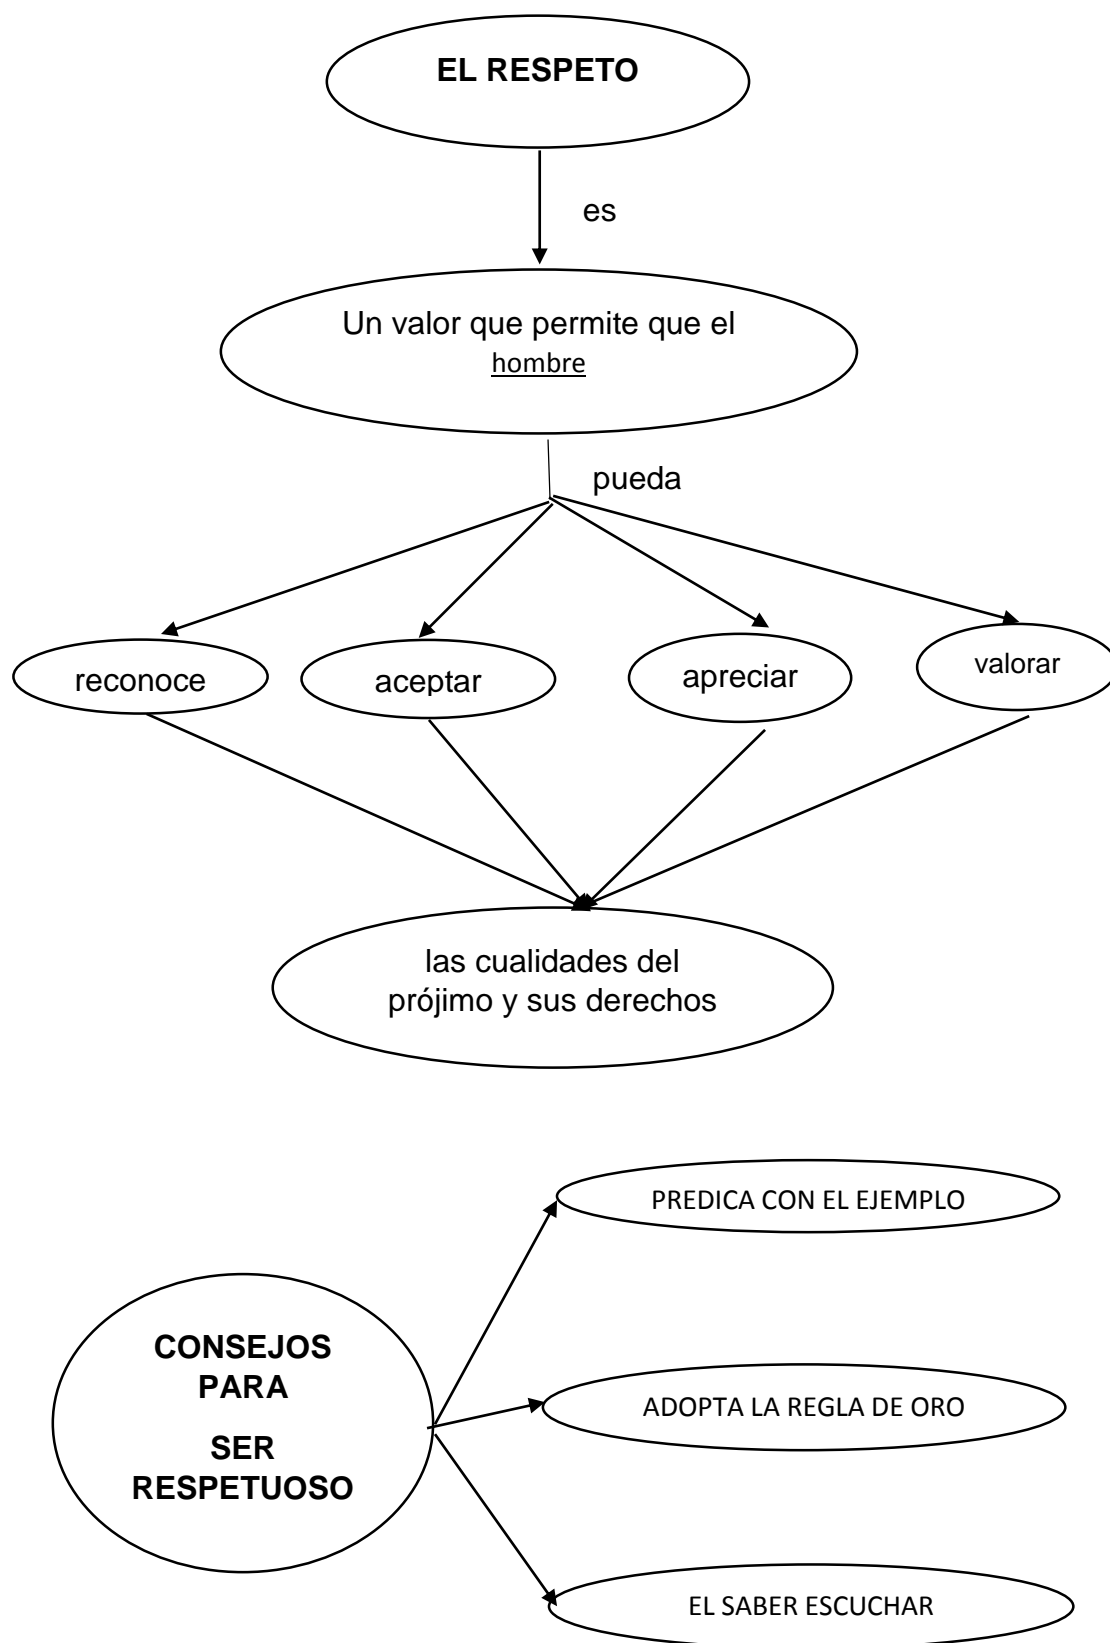 EL RESPETO
es
Un valor que permite que el
hombre
pueda
reconoce
aceptar
apreciar
valorar
las cualidades del
prójimo y sus derechos
PREDICA CON EL EJEMPLO
CONSEJOS
PARA
SER
RESPETUOSO
ADOPTA LA REGLA DE ORO
EL SABER ESCUCHAR